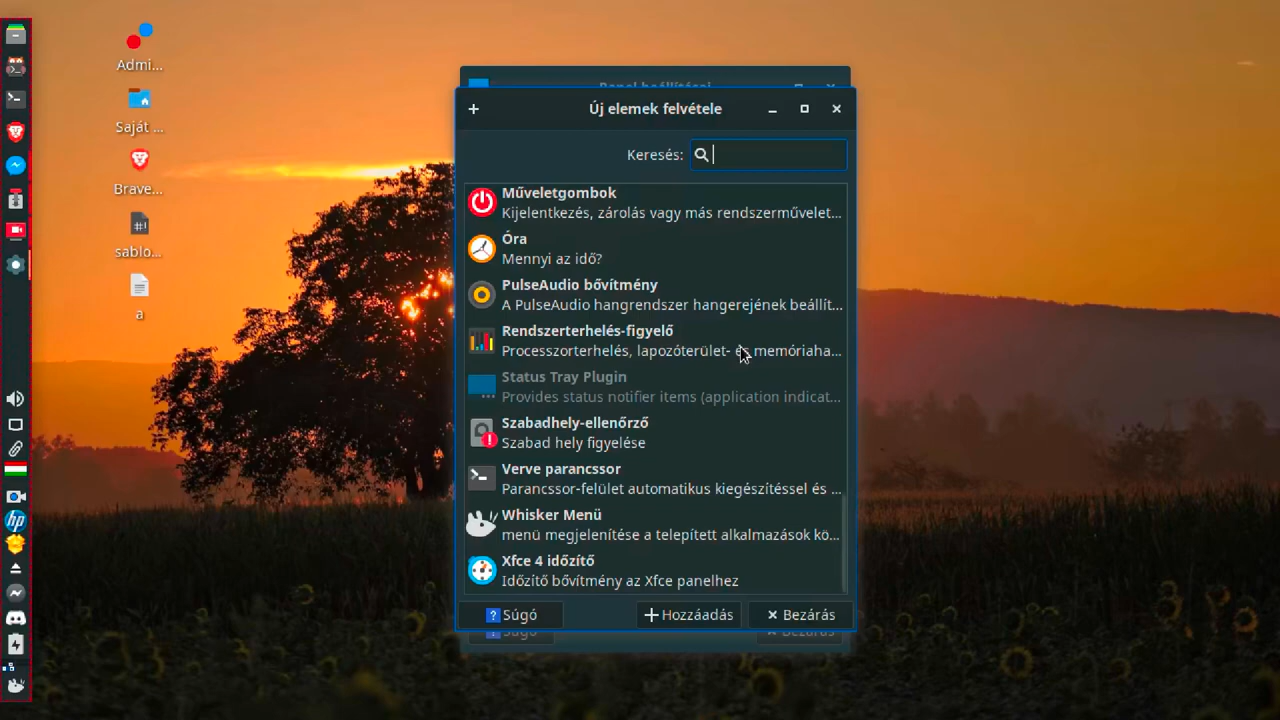 Admi...
Saját ...
Brave...
sablo...
a
Panel beállításai
Új elemek felvétele
Keresés:
Műveletgombok
Kijelentkezés, zárolás vagy más rendszerművelet...
Óra
Mennyi az idő?
PulseAudio bővítmény
A PulseAudio hangrendszer hangerejének beállít...
Rendszerterhelés-figyelő
Processzorterhelés, lapozóterület- és memóriaha...
Status Tray Plugin
Provides status notifier items (application indicat...
Szabadhely-ellenőrző
Szabad hely figyelése
Verve parancssor
Parancssor-felület automatikus kiegészítéssel és ...
Whisker Menü
menü megjelenítése a telepített alkalmazások kö...
Xfce 4 időzítő
Időzítő bővítmény az Xfce panelhez
Súgó
Hozzáadás
Bezárás
Súgó
Bezárás
hp